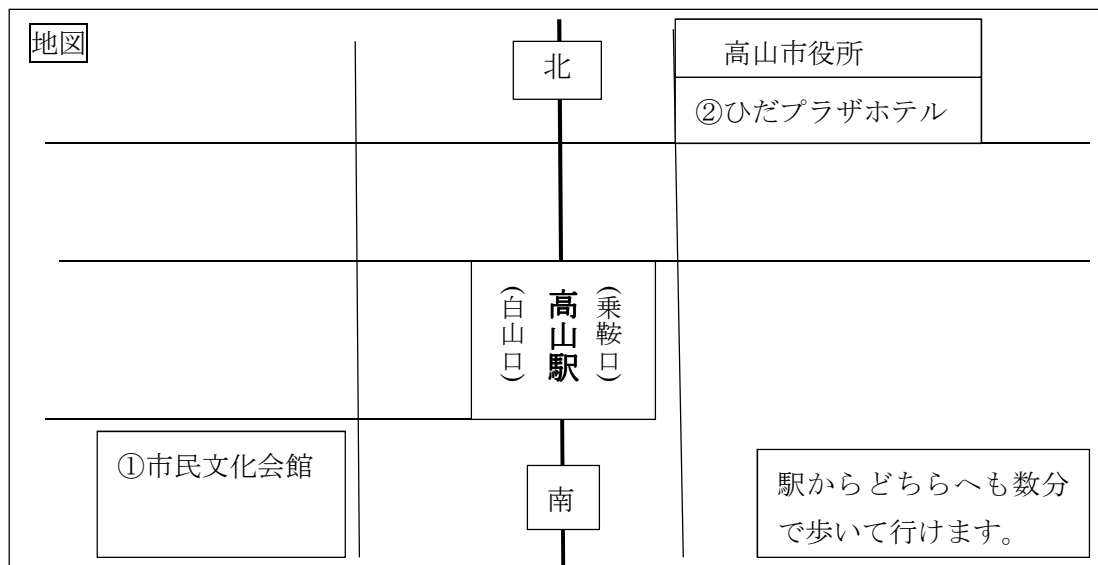 地図
北
高山市役所
②ひだプラザホテル
(白山口)
高山駅
(乗鞍口)
①市民文化会館
南
駅からどちらへも数分
で歩いて行けます。